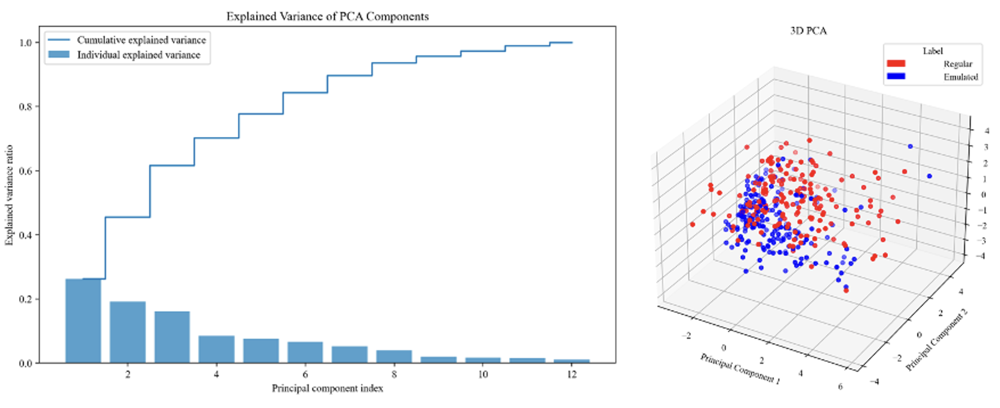 Explained Variance of PCA Components
Cumulative explained variance
Individual explained variance
Explained variance ratio
1.0
0.8
0.6
0.4
0.2
0.0
2 4 6 8 10 12
Principal component index
3D PCA
Label
Regular
Emulated
4
3
2
1
0
−1
−2
−3
−4
−2 0 2 4 6
Principal Component 1
4
2
0
−2
−4
Principal Component 2